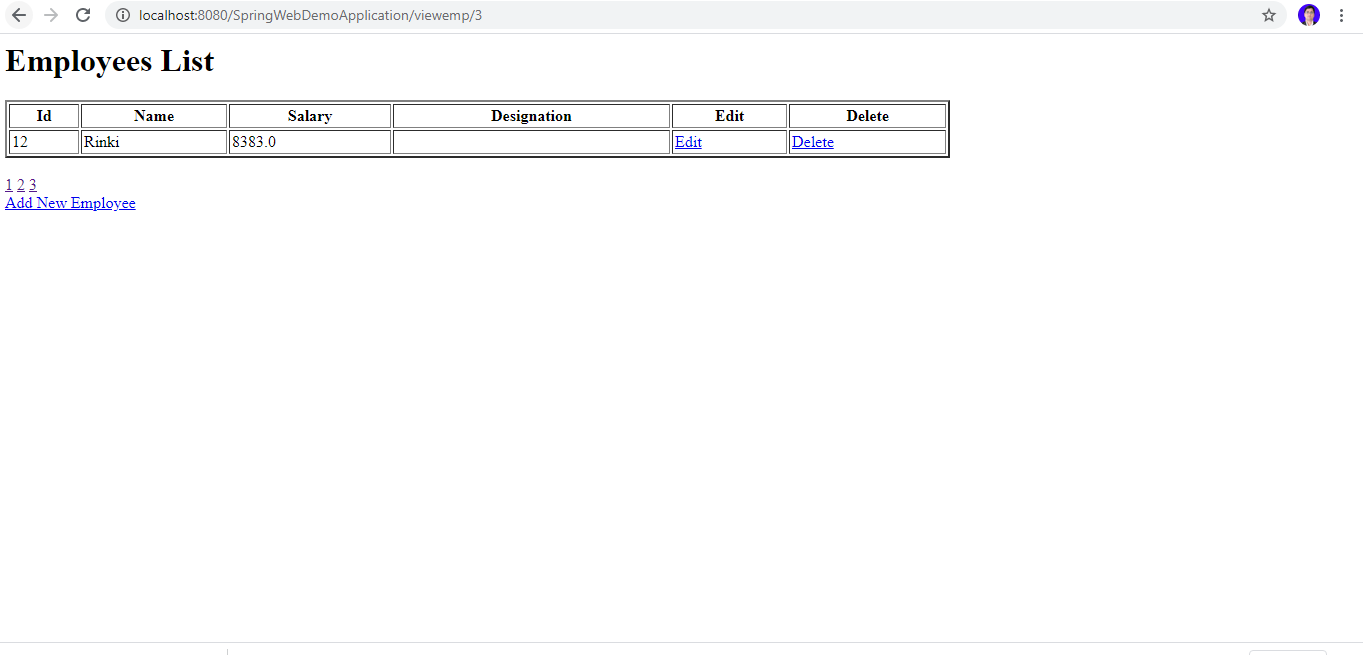 localhost:8080/SpringWebDemoApplication/viewemp/3
Employees List
Id Name Salary Designation Edit Delete
12 Rinki 8383.0 Edit Delete
1 2 3
Add New Employee